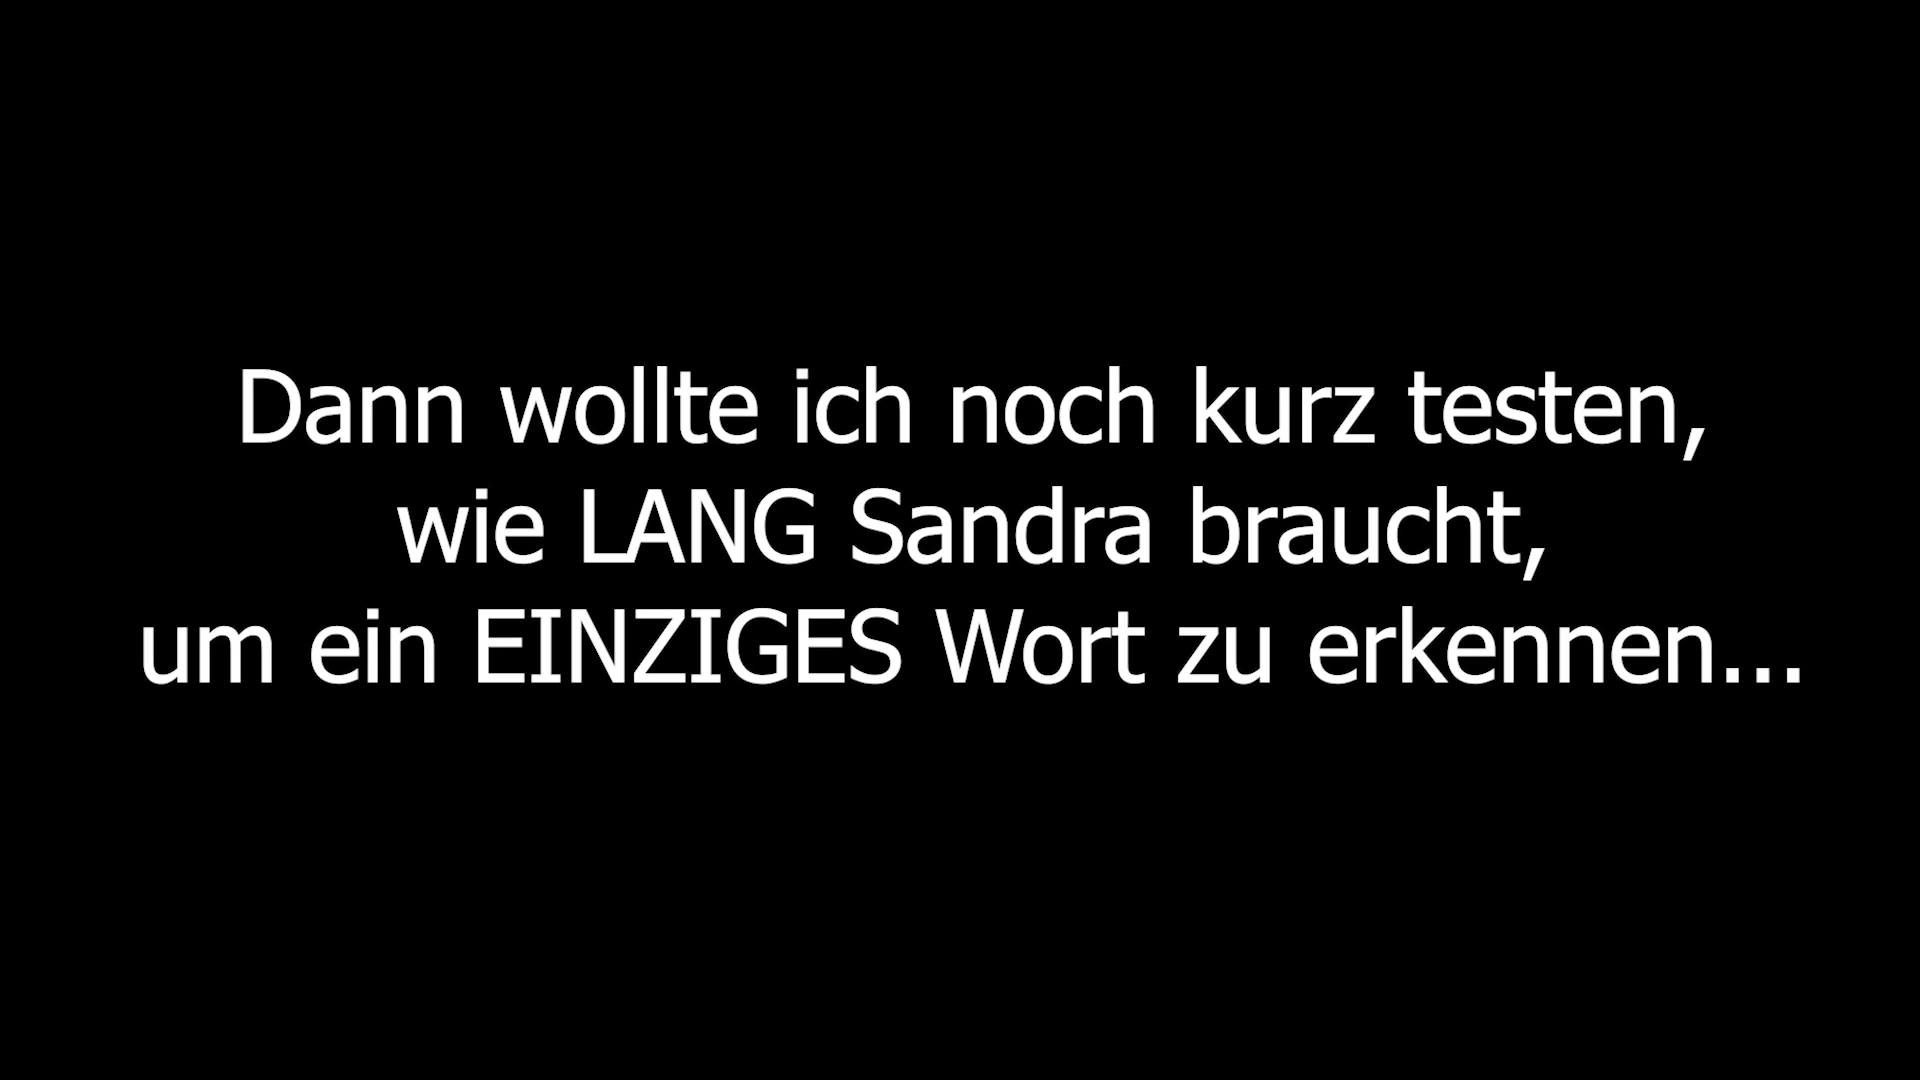 Dann wollte ich noch kurz testen,
wie LANG Sandra braucht,
um ein EINZIGES Wort zu erkennen...